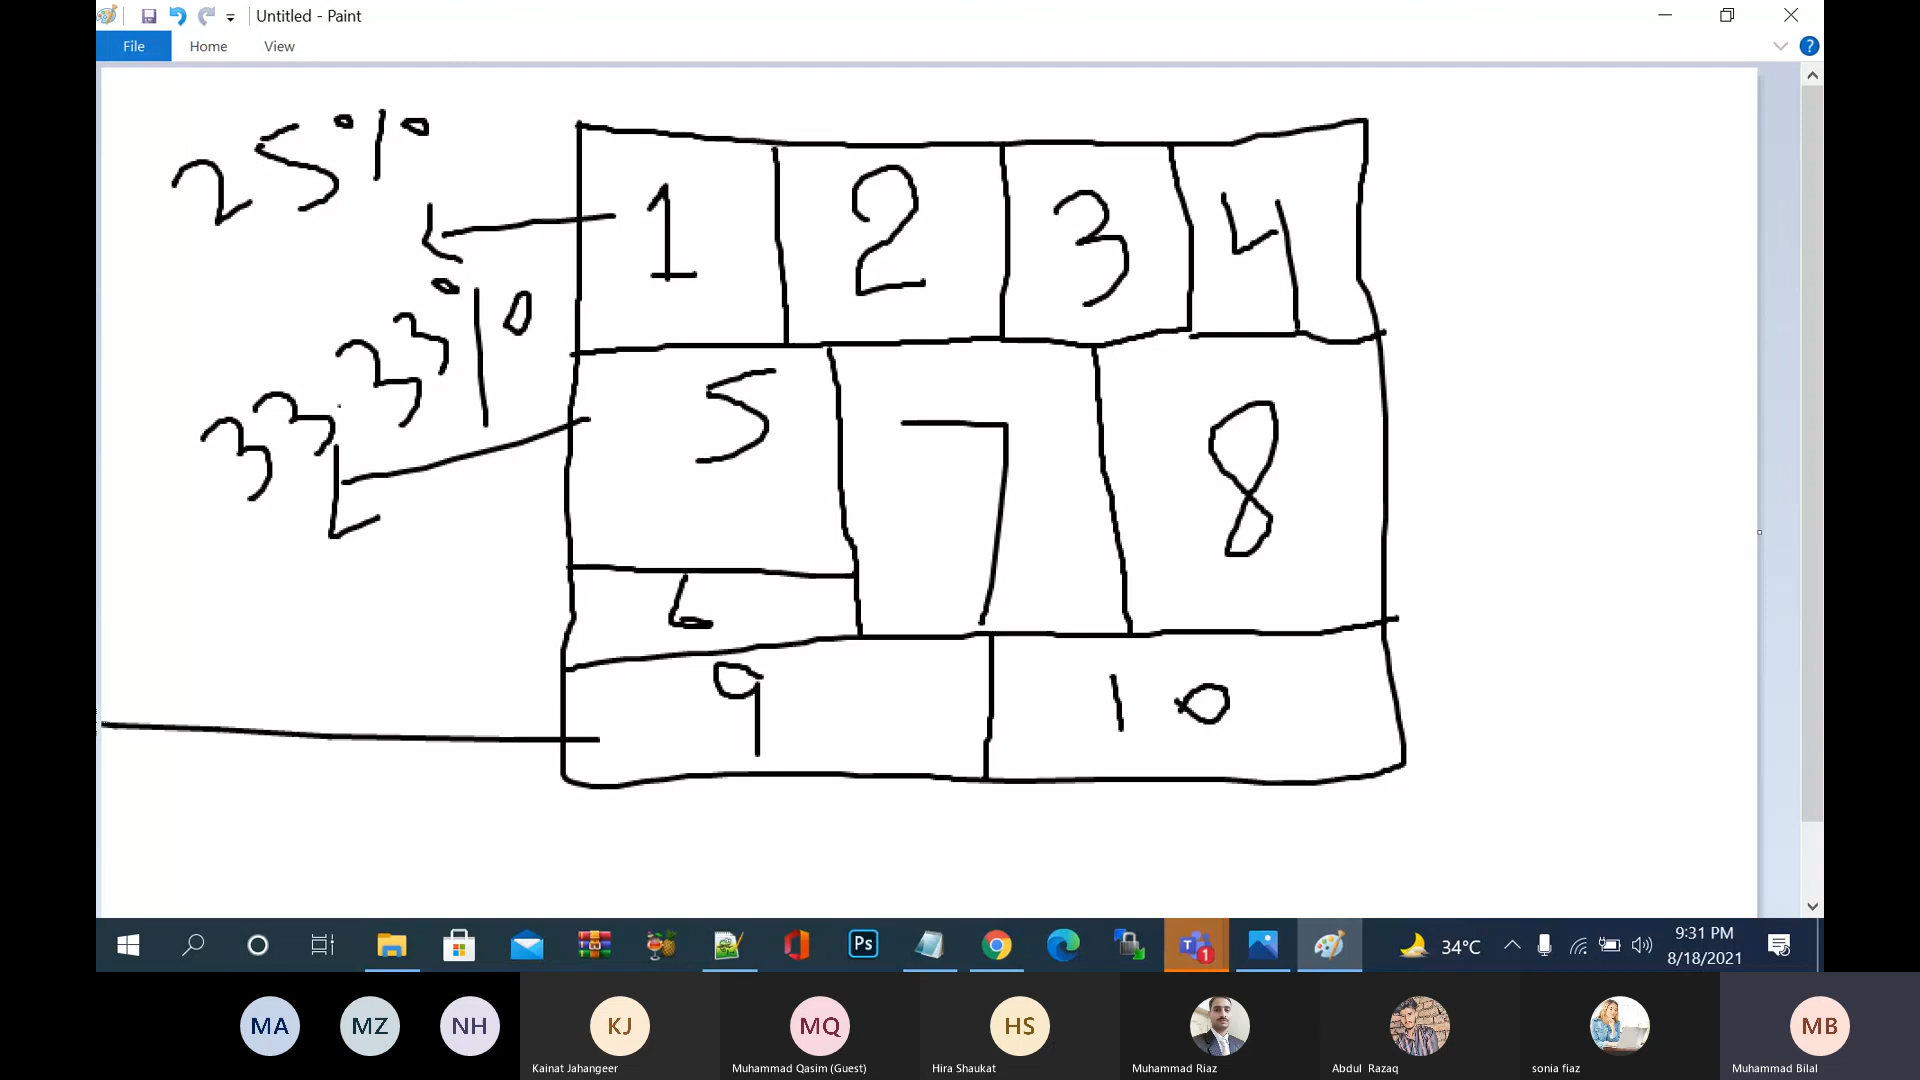 Untitled - Paint
File Home View
25%
1 2 3 4
33.33%
5 7 8
6
9 10
Ps
1
34°C
9:31 PM
8/18/2021
MA MZ NH KJ MQ HS MB
Kainat Jahangeer Muhammad Qasim (Guest) Hira Shaukat Muhammad Riaz Abdul Razaq sonia fiaz Muhammad Bilal